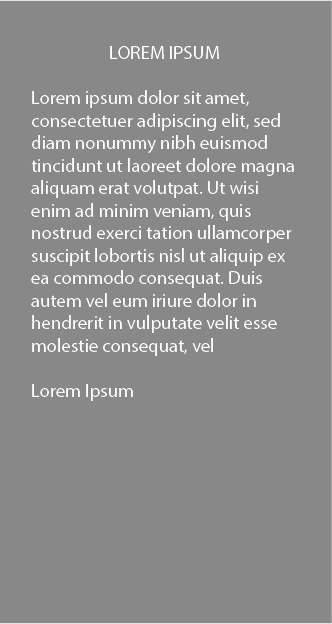 LOREM IPSUM
Lorem ipsum dolor sit amet,
consectetuer adipiscing elit, sed
diam nonummy nibh euismod
tincidunt ut laoreet dolore magna
aliquam erat volutpat. Ut wisi
enim ad minim veniam, quis
nostrud exerci tation ullamcorper
suscipit lobortis nisl ut aliquip ex
ea commodo consequat. Duis
autem vel eum iriure dolor in
hendrerit in vulputate velit esse
molestie consequat, vel
Lorem Ipsum